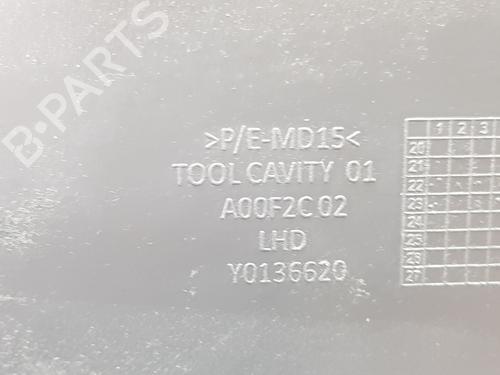 B-PARTS
>P/E-MD15<
TOOL CAVITY 01
A00F2C 02
LHD
Y0136620
1 2 3
20
21
22
23
24
25
26
27